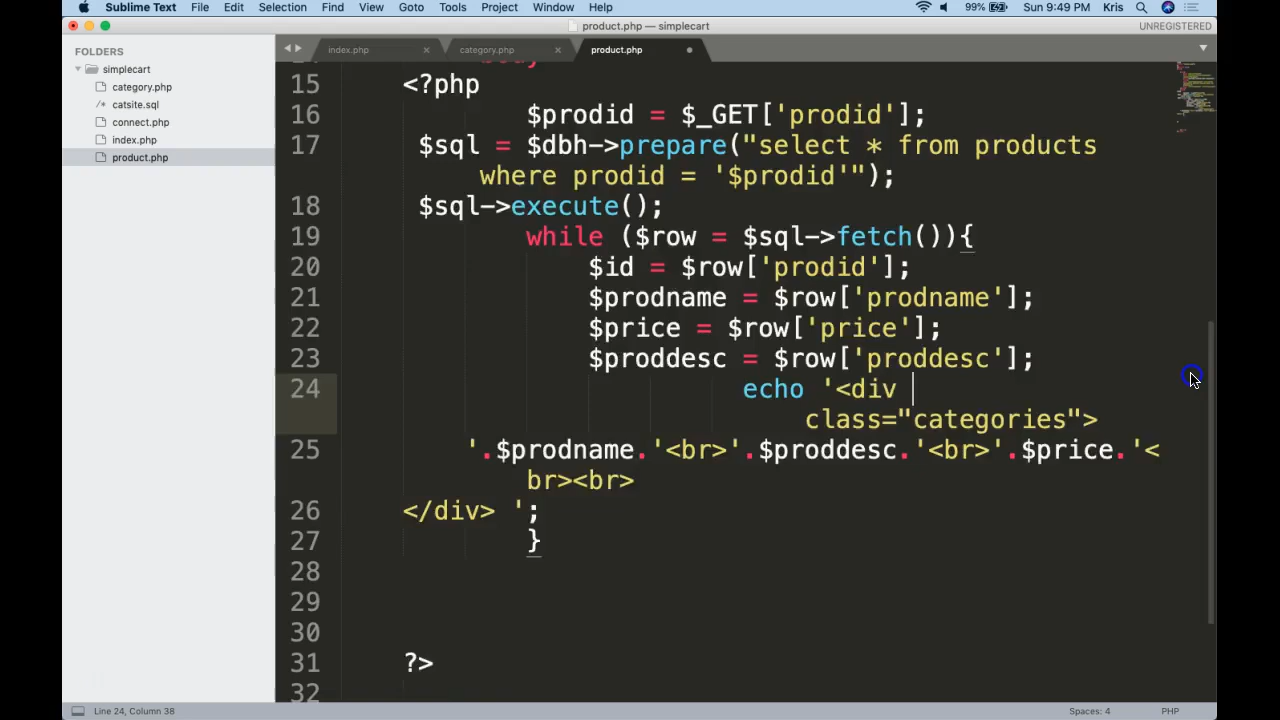 Sublime Text File Edit Selection Find View Goto Tools Project Window Help 99% Sun 9:49 PM Kris
product.php — simplecart UNREGISTERED
FOLDERS
simplecart
category.php
/* catsite.sql
connect.php
index.php
product.php
index.php × category.php × product.php
15 <?php
16 $prodid = $_GET['prodid'];
17 $sql = $dbh->prepare("select * from products
where prodid = '$prodid'");
18 $sql->execute();
19 while ($row = $sql->fetch()){
20 $id = $row['prodid'];
21 $prodname = $row['prodname'];
22 $price = $row['price'];
23 $proddesc = $row['proddesc'];
24 echo '<div
class="categories">
25 '.$prodname.'<br>'.$proddesc.'<br>'.$price.'<
br><br>
26 </div> ';
27 }
28
29
30
31 ?>
32
Line 24, Column 38 Spaces: 4 PHP